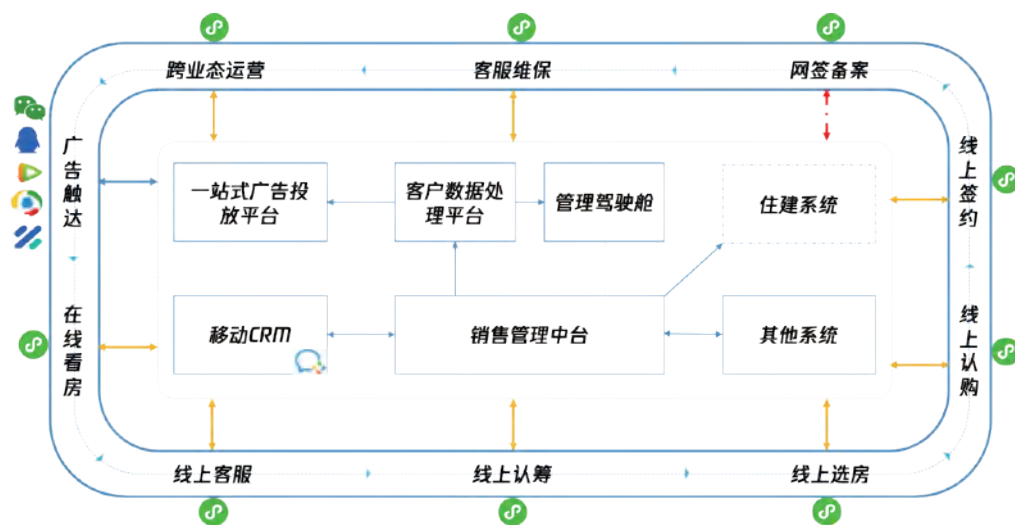 跨业态运营
客服维保
网签备案
广告触达
一站式广告投
放平台
客户数据处
理平台
管理驾驶舱
住建系统
线上签约
在线看房
移动CRM
销售管理中台
其他系统
线上认购
线上客服
线上认筹
线上选房